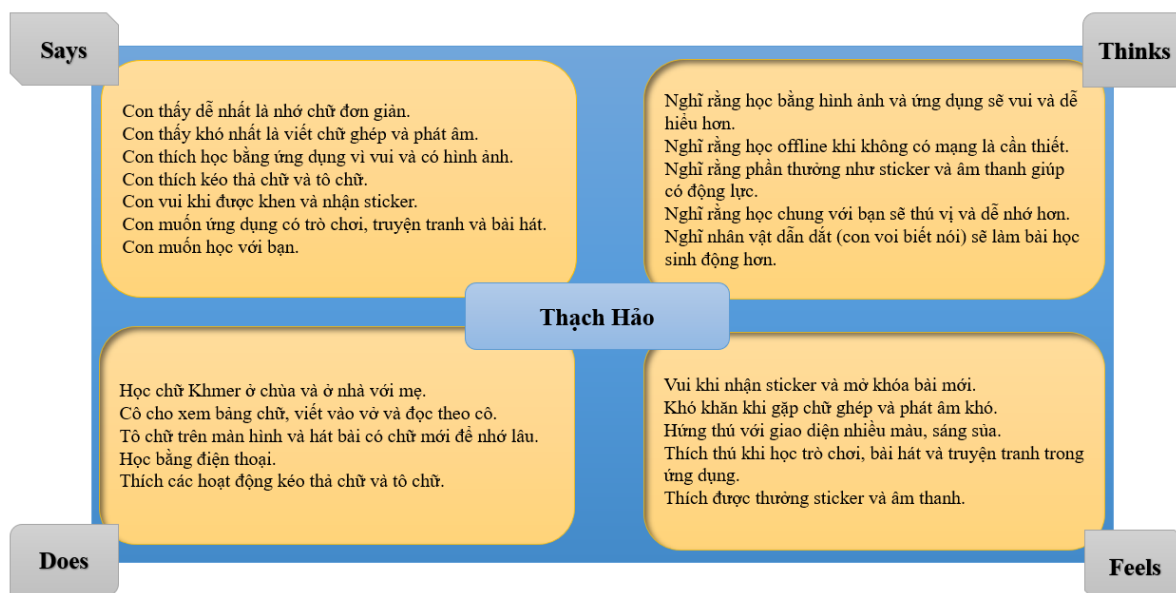 Says
Con thấy dễ nhất là nhớ chữ đơn giản.
Con thấy khó nhất là viết chữ ghép và phát âm.
Con thích học bằng ứng dụng vì vui và có hình ảnh.
Con thích kéo thả chữ và tô chữ.
Con vui khi được khen và nhận sticker.
Con muốn ứng dụng có trò chơi, truyện tranh và bài hát.
Con muốn học với bạn.
Thinks
Nghĩ rằng học bằng hình ảnh và ứng dụng sẽ vui và dễ
hiểu hơn.
Nghĩ rằng học offline khi không có mạng là cần thiết.
Nghĩ rằng phần thưởng như sticker và âm thanh giúp
có động lực.
Nghĩ rằng học chung với bạn sẽ thú vị và dễ nhớ hơn.
Nghĩ nhân vật dẫn dắt (con voi biết nói) sẽ làm bài học
sinh động hơn.
Thạch Hảo
Học chữ Khmer ở chùa và ở nhà với mẹ.
Cô cho xem bảng chữ, viết vào vở và đọc theo cô.
Tô chữ trên màn hình và hát bài có chữ mới để nhớ lâu.
Học bằng điện thoại.
Thích các hoạt động kéo thả chữ và tô chữ.
Does
Vui khi nhận sticker và mở khóa bài mới.
Khó khăn khi gặp chữ ghép và phát âm khó.
Hứng thú với giao diện nhiều màu, sáng sủa.
Thích thú khi học trò chơi, bài hát và truyện tranh trong
ứng dụng.
Thích được thưởng sticker và âm thanh.
Feels